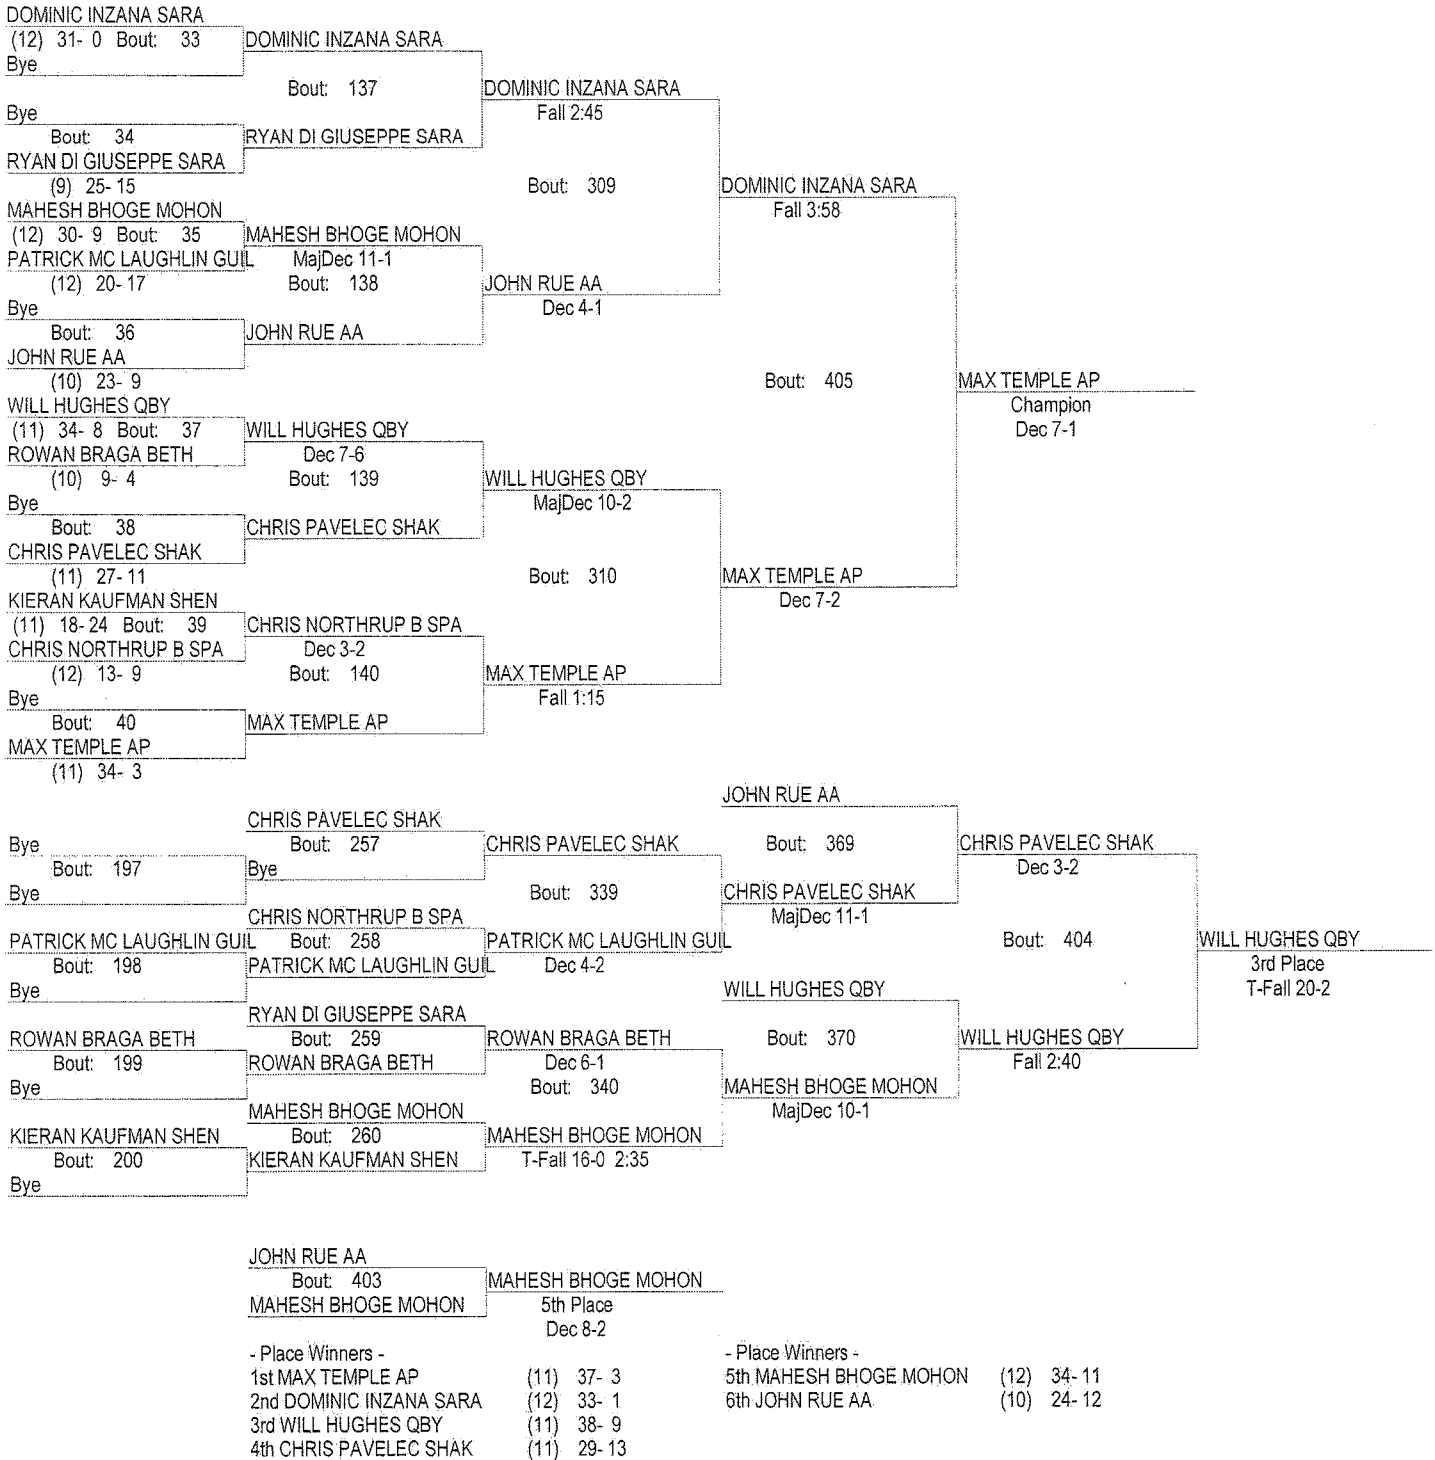 DOMINIC INZANA SARA
(12) 31- 0 Bout: 33 DOMINIC INZANA SARA
Bye
Bout: 137 DOMINIC INZANA SARA
Bye Fall 2:45
Bout: 34 RYAN DI GIUSEPPE SARA
RYAN DI GIUSEPPE SARA
(9) 25- 15 Bout: 309 DOMINIC INZANA SARA
MAHESH BHOGE MOHON Fall 3:58
(12) 30- 9 Bout: 35 MAHESH BHOGE MOHON
PATRICK MC LAUGHLIN GUIL MajDec 11-1
(12) 20- 17 Bout: 138 JOHN RUE AA
Bye Dec 4-1
Bout: 36 JOHN RUE AA
JOHN RUE AA
(10) 23- 9 Bout: 405 MAX TEMPLE AP
WILL HUGHES QBY Champion
(11) 34- 8 Bout: 37 WILL HUGHES QBY Dec 7-1
ROWAN BRAGA BETH Dec 7-6
(10) 9- 4 Bout: 139 WILL HUGHES QBY
Bye MajDec 10-2
Bout: 38 CHRIS PAVELEC SHAK
CHRIS PAVELEC SHAK
(11) 27- 11 Bout: 310 MAX TEMPLE AP
KIERAN KAUFMAN SHEN Dec 7-2
(11) 18- 24 Bout: 39 CHRIS NORTHRUP B SPA
CHRIS NORTHRUP B SPA Dec 3-2
(12) 13- 9 Bout: 140 MAX TEMPLE AP
Bye Fall 1:15
Bout: 40 MAX TEMPLE AP
MAX TEMPLE AP
(11) 34- 3
JOHN RUE AA
CHRIS PAVELEC SHAK
Bye Bout: 257 CHRIS PAVELEC SHAK Bout: 369 CHRIS PAVELEC SHAK
Bout: 197 Bye Dec 3-2
Bye Bout: 339 CHRIS PAVELEC SHAK
CHRIS NORTHRUP B SPA MajDec 11-1
PATRICK MC LAUGHLIN GUIL Bout: 258 PATRICK MC LAUGHLIN GUIL Bout: 404 WILL HUGHES QBY
Bout: 198 PATRICK MC LAUGHLIN GUIL Dec 4-2 3rd Place
Bye WILL HUGHES QBY T-Fall 20-2
RYAN DI GIUSEPPE SARA
ROWAN BRAGA BETH Bout: 259 ROWAN BRAGA BETH Bout: 370 WILL HUGHES QBY
Bout: 199 ROWAN BRAGA BETH Dec 6-1 Fall 2:40
Bye Bout: 340 MAHESH BHOGE MOHON
MAHESH BHOGE MOHON MajDec 10-1
KIERAN KAUFMAN SHEN Bout: 260 MAHESH BHOGE MOHON
Bout: 200 KIERAN KAUFMAN SHEN T-Fall 16-0 2:35
Bye
JOHN RUE AA
Bout: 403 MAHESH BHOGE MOHON
MAHESH BHOGE MOHON 5th Place
Dec 8-2
- Place Winners - - Place Winners -
1st MAX TEMPLE AP (11) 37- 3 5th MAHESH BHOGE MOHON (12) 34- 11
2nd DOMINIC INZANA SARA (12) 33- 1 6th JOHN RUE AA (10) 24- 12
3rd WILL HUGHES QBY (11) 38- 9
4th CHRIS PAVELEC SHAK (11) 29- 13